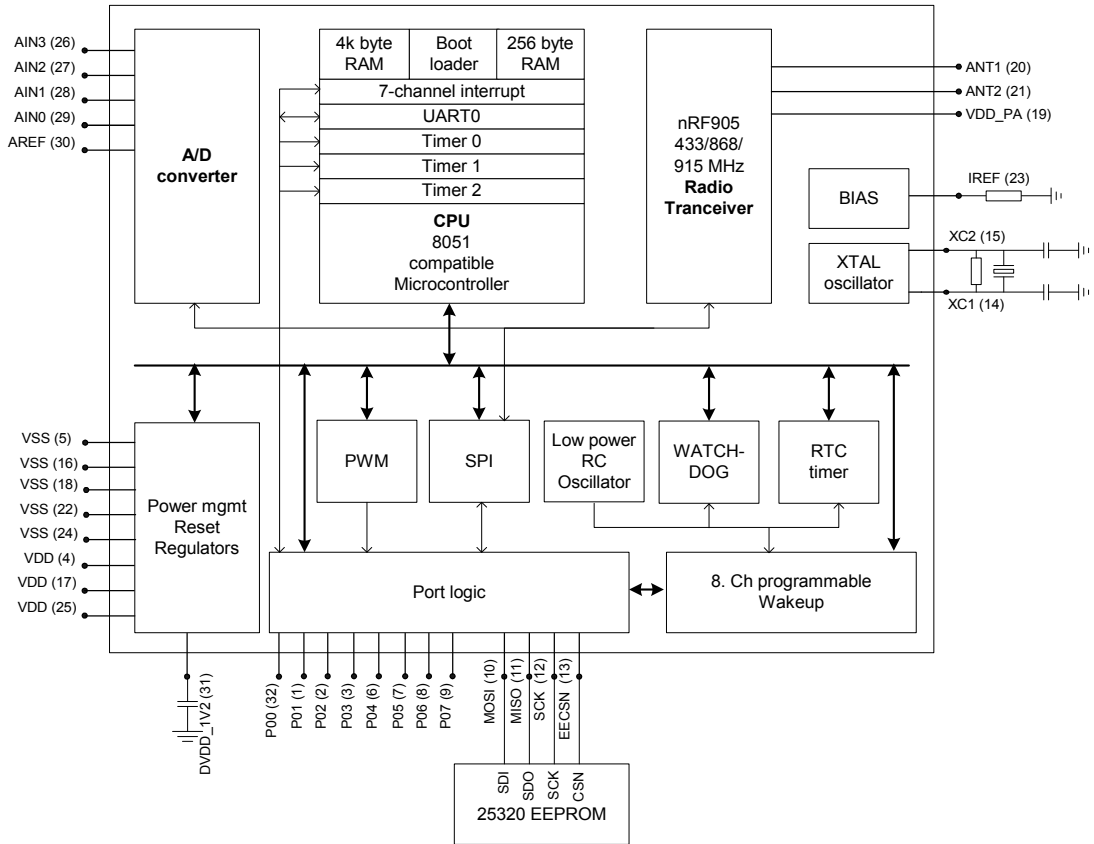 AIN3 (26)
AIN2 (27)
AIN1 (28)
AIN0 (29)
AREF (30)
A/D
converter
4k byte
RAM
Boot
loader
256 byte
RAM
7-channel interrupt
UART0
Timer 0
Timer 1
Timer 2
CPU
8051
compatible
Microcontroller
nRF905
433/868/
915 MHz
Radio
Tranceiver
ANT1 (20)
ANT2 (21)
VDD_PA (19)
BIAS
IREF (23)
XTAL
oscillator
XC2 (15)
XC1 (14)
VSS (5)
VSS (16)
VSS (18)
VSS (22)
VSS (24)
VDD (4)
VDD (17)
VDD (25)
Power mgmt
Reset
Regulators
PWM
SPI
Low power
RC
Oscillator
WATCH-
DOG
RTC
timer
Port logic
8. Ch programmable
Wakeup
DVDD_1V2 (31)
P00 (32)
P01 (1)
P02 (2)
P03 (3)
P04 (6)
P05 (7)
P06 (8)
P07 (9)
MOSI (10)
MISO (11)
SCK (12)
EECSN (13)
SDI
SDO
SCK
CSN
25320 EEPROM